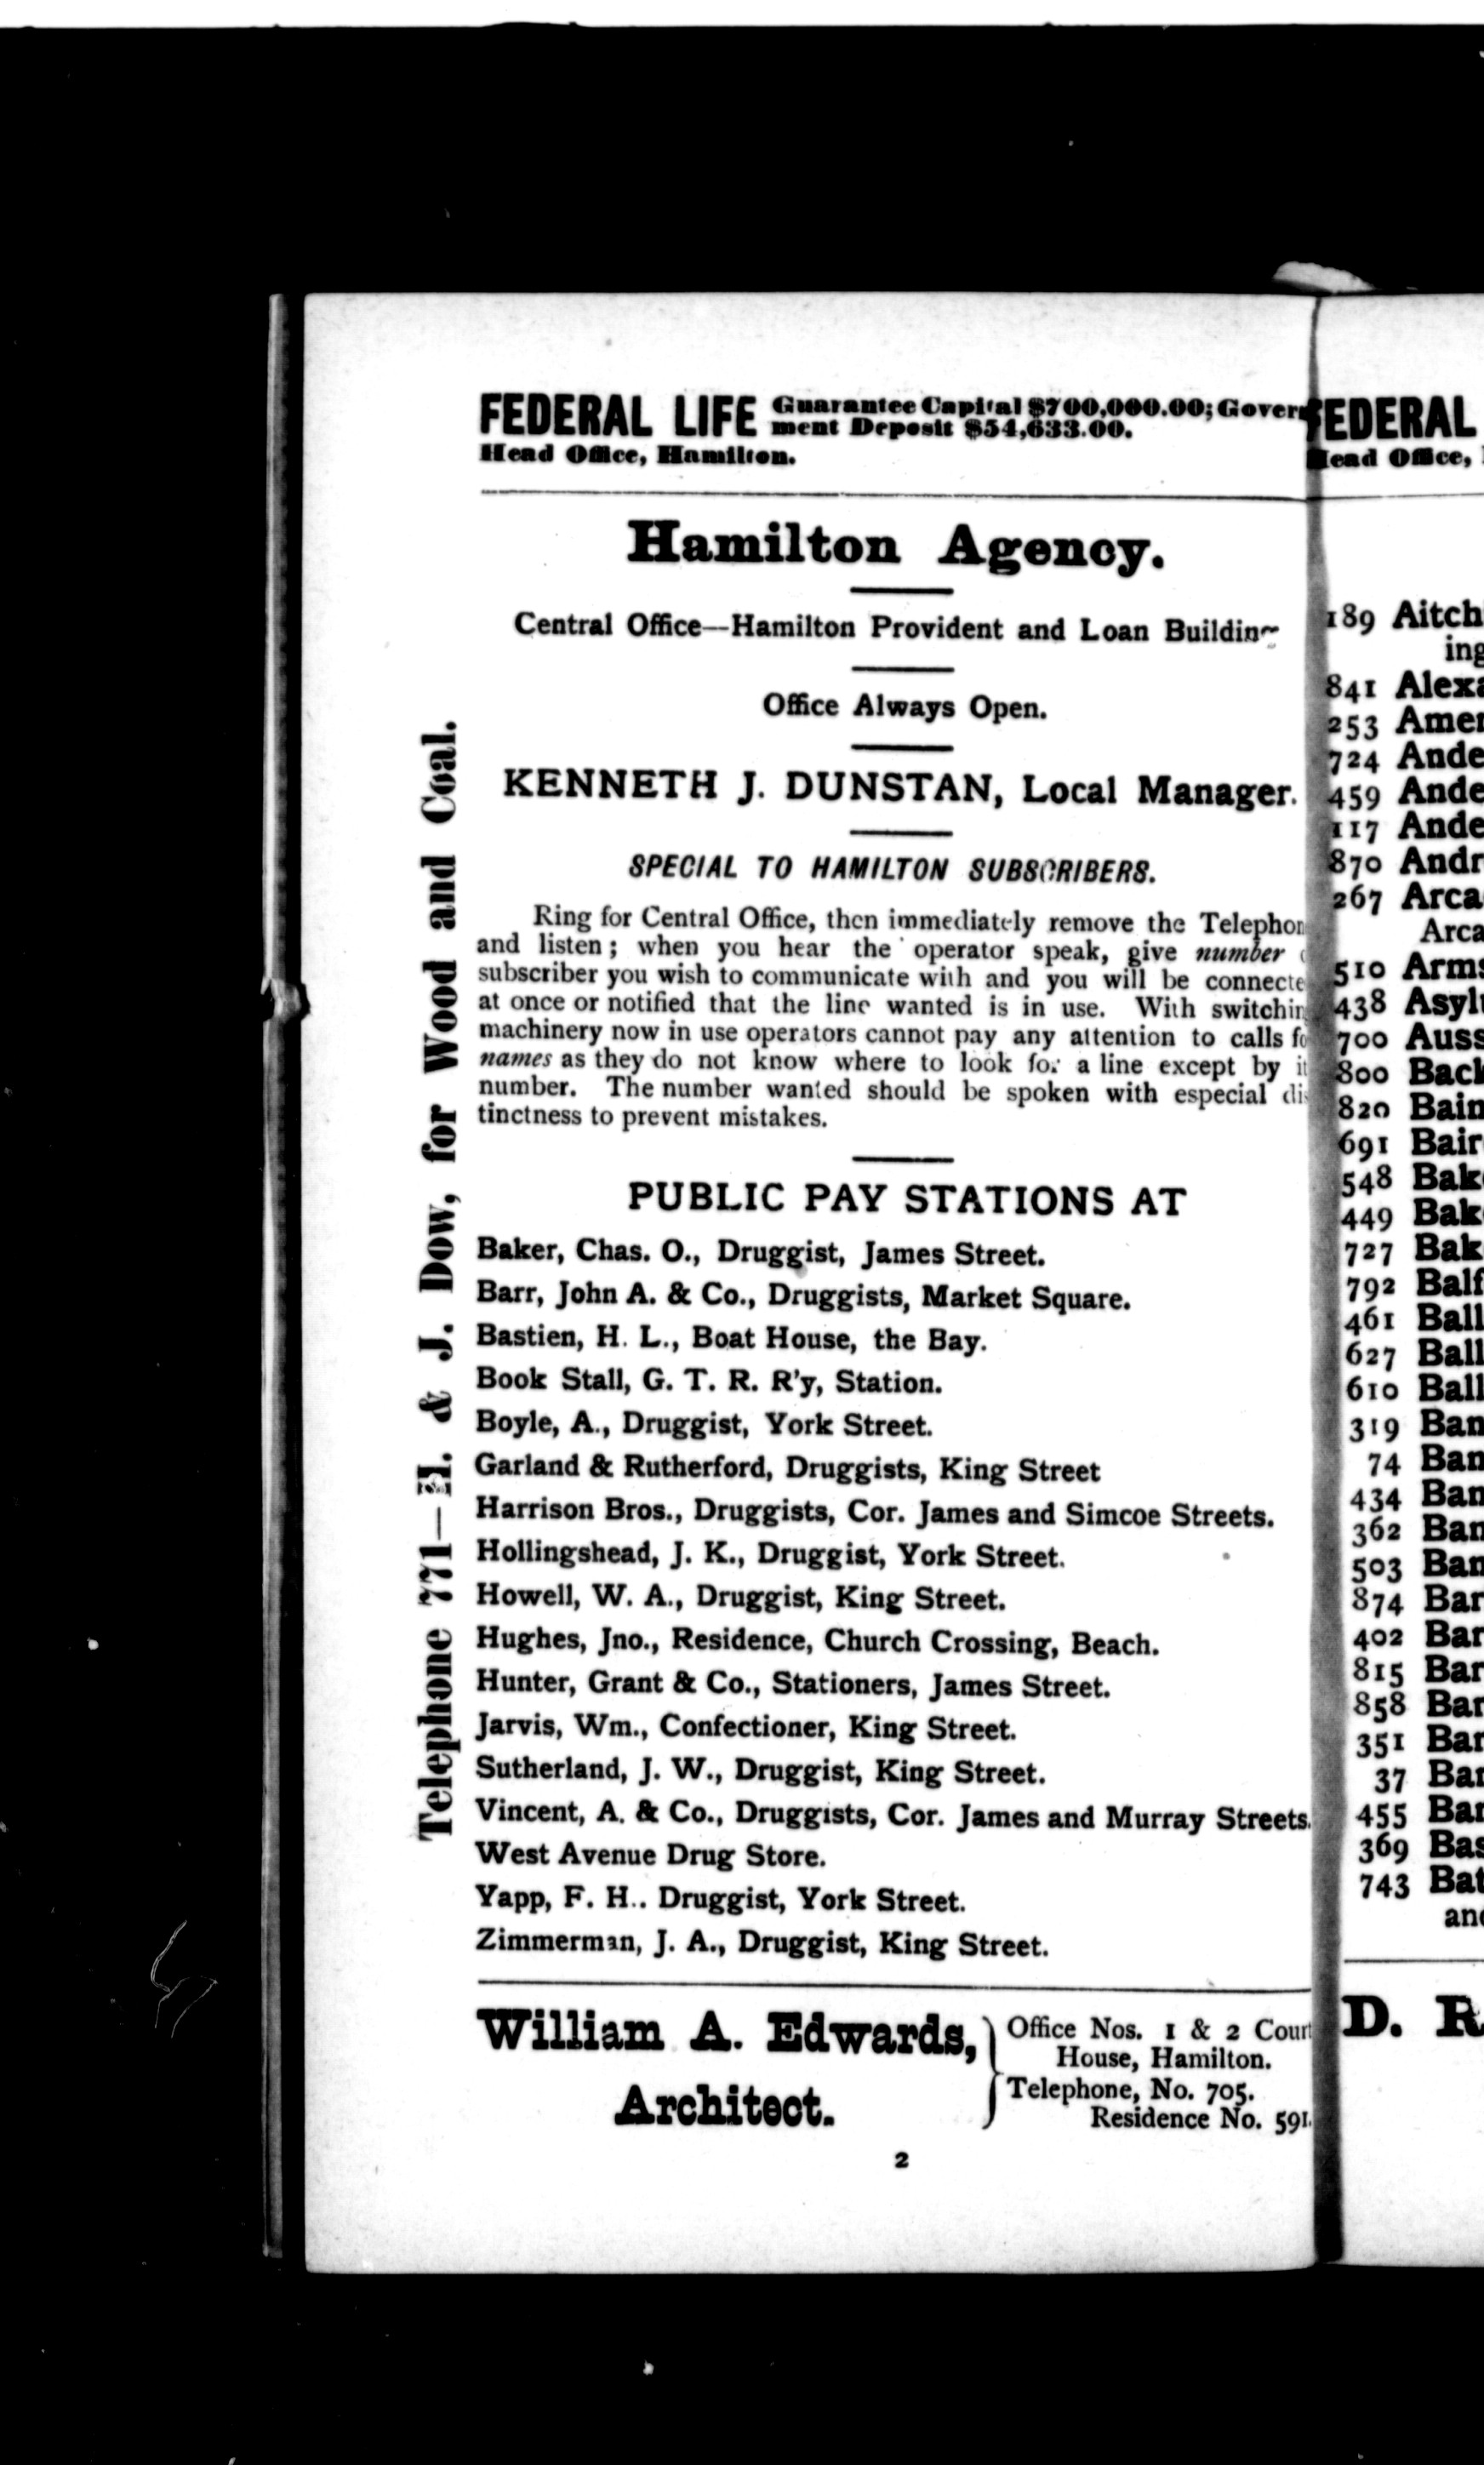 FEDERAL LIFE Guarantee Capital $700,000.00; Govern
ment Deposit $54,633.00.
Head Office, Hamilton.
Hamilton Agency.
Central Office—Hamilton Provident and Loan Building
Office Always Open.
KENNETH J. DUNSTAN, Local Manager.
SPECIAL TO HAMILTON SUBSCRIBERS.
Ring for Central Office, then immediately remove the Telephon
and listen; when you hear the operator speak, give number
subscriber you wish to communicate with and you will be connecte
at once or notified that the line wanted is in use. With switchin
machinery now in use operators cannot pay any attention to calls fo
names as they do not know where to look for a line except by it
number. The number wanted should be spoken with especial dis
tinctness to prevent mistakes.
PUBLIC PAY STATIONS AT
Baker, Chas. O., Druggist, James Street.
Barr, John A. & Co., Druggists, Market Square.
Bastien, H. L., Boat House, the Bay.
Book Stall, G. T. R. R'y, Station.
Boyle, A., Druggist, York Street.
Garland & Rutherford, Druggists, King Street
Harrison Bros., Druggists, Cor. James and Simcoe Streets.
Hollingshead, J. K., Druggist, York Street.
Howell, W. A., Druggist, King Street.
Hughes, Jno., Residence, Church Crossing, Beach.
Hunter, Grant & Co., Stationers, James Street.
Jarvis, Wm., Confectioner, King Street.
Sutherland, J. W., Druggist, King Street.
Vincent, A. & Co., Druggists, Cor. James and Murray Streets.
West Avenue Drug Store.
Yapp, F. H.. Druggist, York Street.
Zimmerman, J. A., Druggist, King Street.
William A. Edwards,
Architect.
Office Nos. 1 & 2 Court
House, Hamilton.
Telephone, No. 705.
Residence No. 591.
2
Telephone 771—H. & J. Dow, for Wood and Coal.
FEDERAL
Head Office,
189 Aitch
ing
841 Alexa
253 Amer
724 Ande
459 Ande
117 Ande
870 Andr
267 Arca
Arca
510 Arms
438 Asyl
700 Auss
800 Back
820 Bain
691 Bair
548 Bak
449 Bak
727 Bak
792 Balf
461 Ball
627 Ball
610 Ball
319 Ban
74 Ban
434 Ban
362 Ban
503 Ban
874 Bar
402 Bar
815 Bar
858 Bar
351 Bar
37 Bar
455 Bar
369 Bas
743 Bat
and
D. R